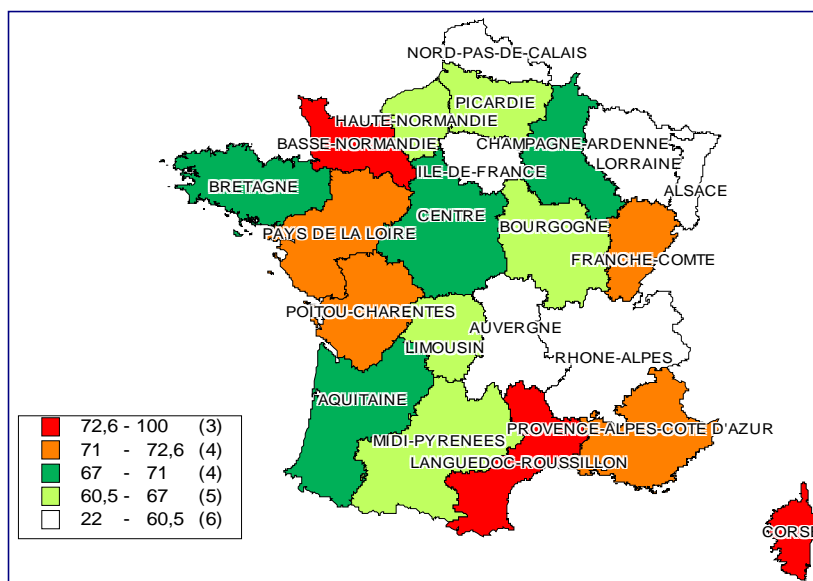 NORD-PAS-DE-CALAIS
PICARDIE
HAUTE-NORMANDIE
BASSE-NORMANDIE
CHAMPAGNE-ARDENNE
LORRAINE
ILE-DE-FRANCE
ALSACE
BRETAGNE
CENTRE
BOURGOGNE
PAYS DE LA LOIRE
FRANCHE-COMTE
POITOU-CHARENTES
AUVERGNE
LIMOUSIN
RHONE-ALPES
AQUITAINE
PROVENCE-ALPES-COTE D'AZUR
MIDI-PYRENEES
LANGUEDOC-ROUSSILLON
CORSE
72,6 - 100 (3)
71 - 72,6 (4)
67 - 71 (4)
60,5 - 67 (5)
22 - 60,5 (6)